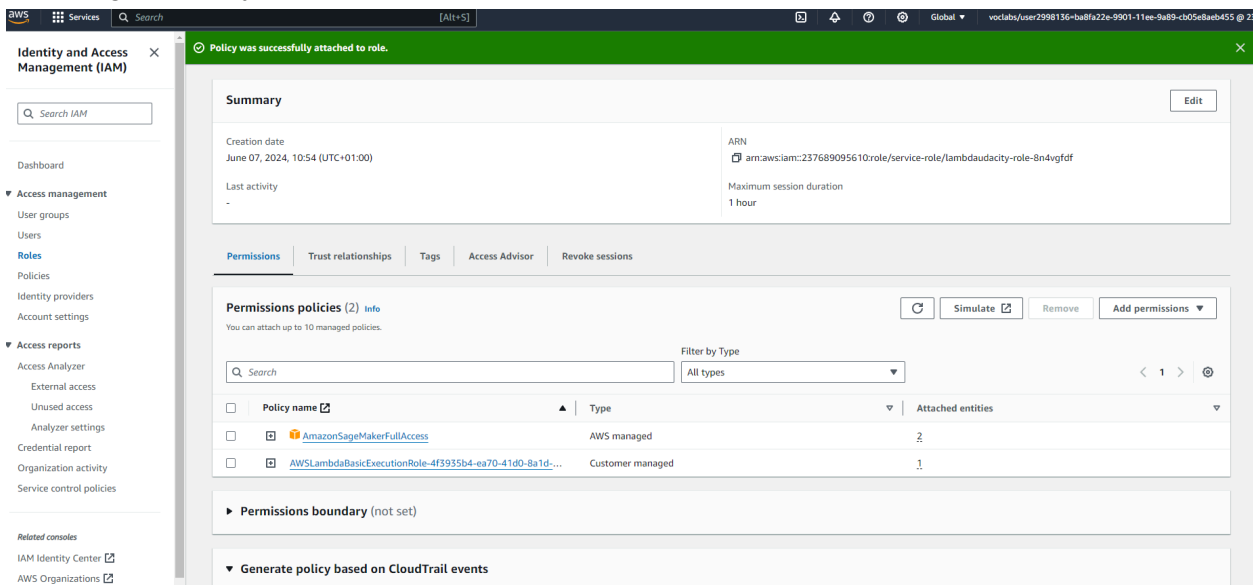 aws Services Search [Alt+S] Global ▼ voclabs/user2998136=ba8fa22e-9901-11ee-9a89-cb05e8aeb455 @ 23
Identity and Access Management (IAM)
Search IAM
Dashboard
Access management
User groups
Users
Roles
Policies
Identity providers
Account settings
Access reports
Access Analyzer
External access
Unused access
Analyzer settings
Credential report
Organization activity
Service control policies
Related consoles
IAM Identity Center
AWS Organizations
Policy was successfully attached to role.
Summary
Edit
Creation date
June 07, 2024, 10:54 (UTC+01:00)
ARN
arn:aws:iam::237689095610:role/service-role/lambdaudacity-role-8n4vgfdf
Last activity
-
Maximum session duration
1 hour
Permissions Trust relationships Tags Access Advisor Revoke sessions
Permissions policies (2) Info
You can attach up to 10 managed policies.
Simulate Remove Add permissions ▼
Filter by Type
Search All types < 1 >
Policy name Type Attached entities
AmazonSageMakerFullAccess AWS managed 2
AWSLambdaBasicExecutionRole-4f3935b4-ea70-41d0-8a1d-... Customer managed 1
Permissions boundary (not set)
Generate policy based on CloudTrail events